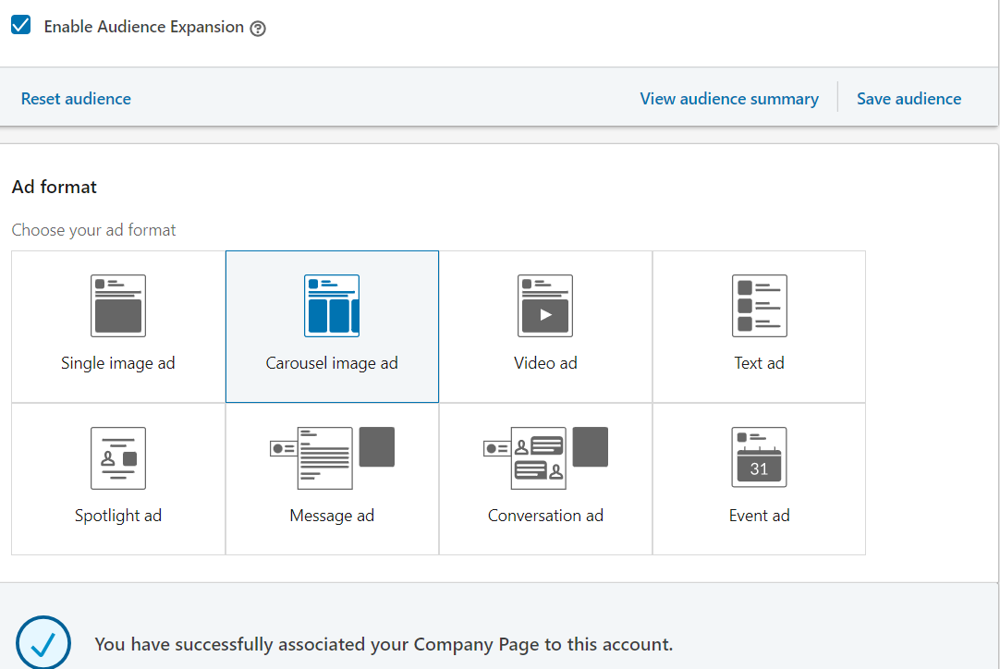 Enable Audience Expansion ?
Reset audience
View audience summary
Save audience
Ad format
Choose your ad format
Single image ad
Carousel image ad
Video ad
Text ad
Spotlight ad
Message ad
Conversation ad
31
Event ad
You have successfully associated your Company Page to this account.